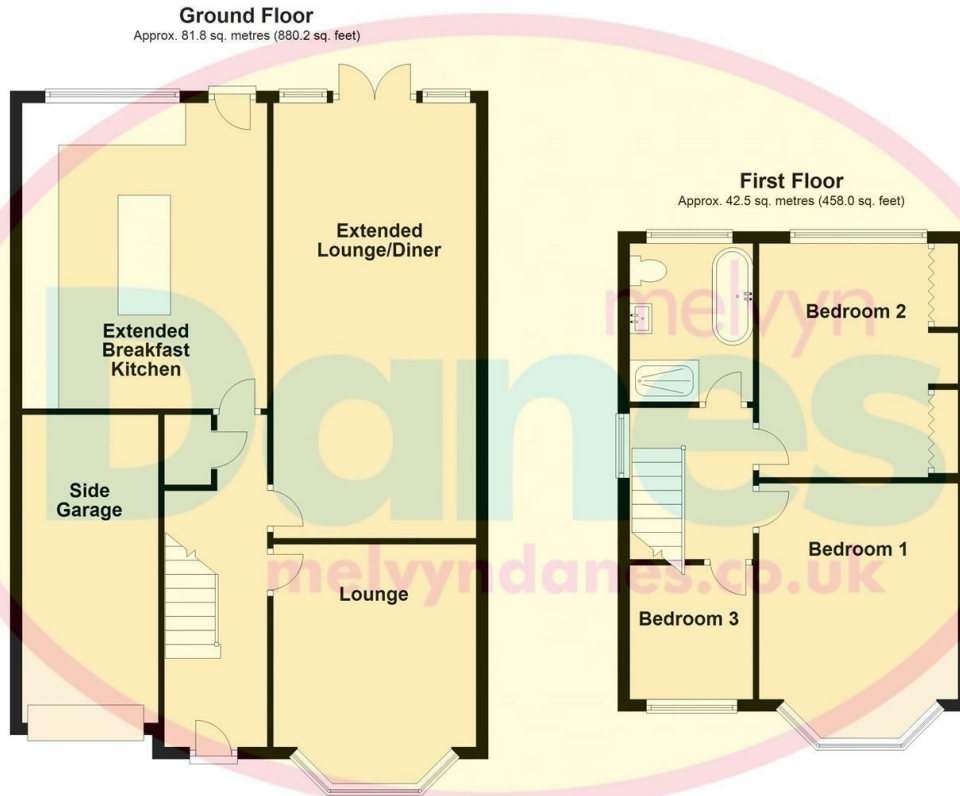 Ground Floor
Approx. 81.8 sq. metres (880.2 sq. feet)
Extended
Lounge/Diner
Extended
Breakfast
Kitchen
Side
Garage
Lounge
First Floor
Approx. 42.5 sq. metres (458.0 sq. feet)
Bedroom 2
Bedroom 1
Bedroom 3
melvyn
Danes
melvyndanes.co.uk